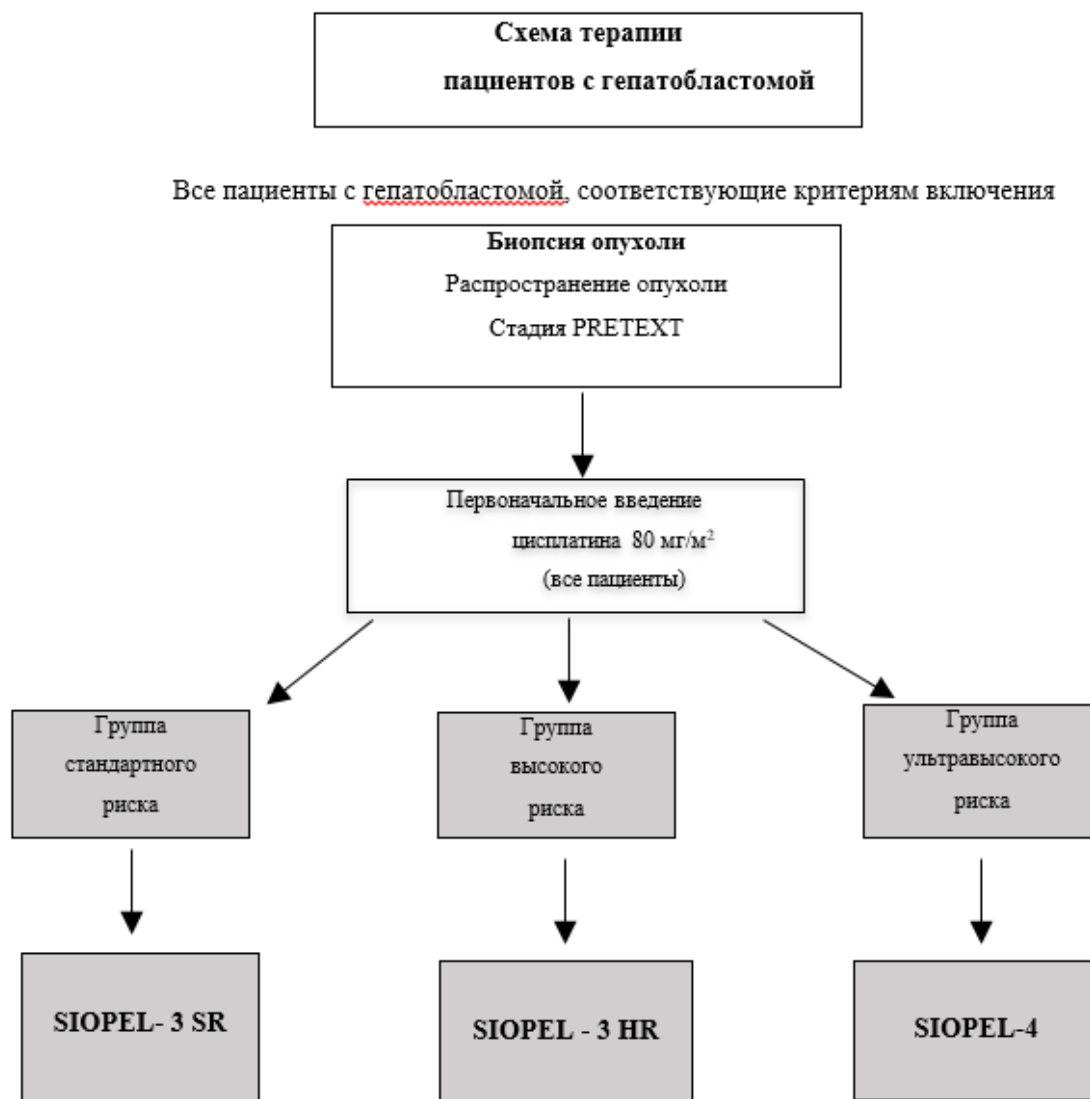 Схема терапии
пациентов с гепатобластомой
Все пациенты с гепатобластомой, соответствующие критериям включения
Биопсия опухоли
Распространение опухоли
Стадия PRETEXT
Первоначальное введение
цисплатина 80 мг/м²
(все пациенты)
Группа
стандартного
риска
Группа
высокого
риска
Группа
ультравысокого
риска
SIOPEL- 3 SR
SIOPEL - 3 HR
SIOPEL-4